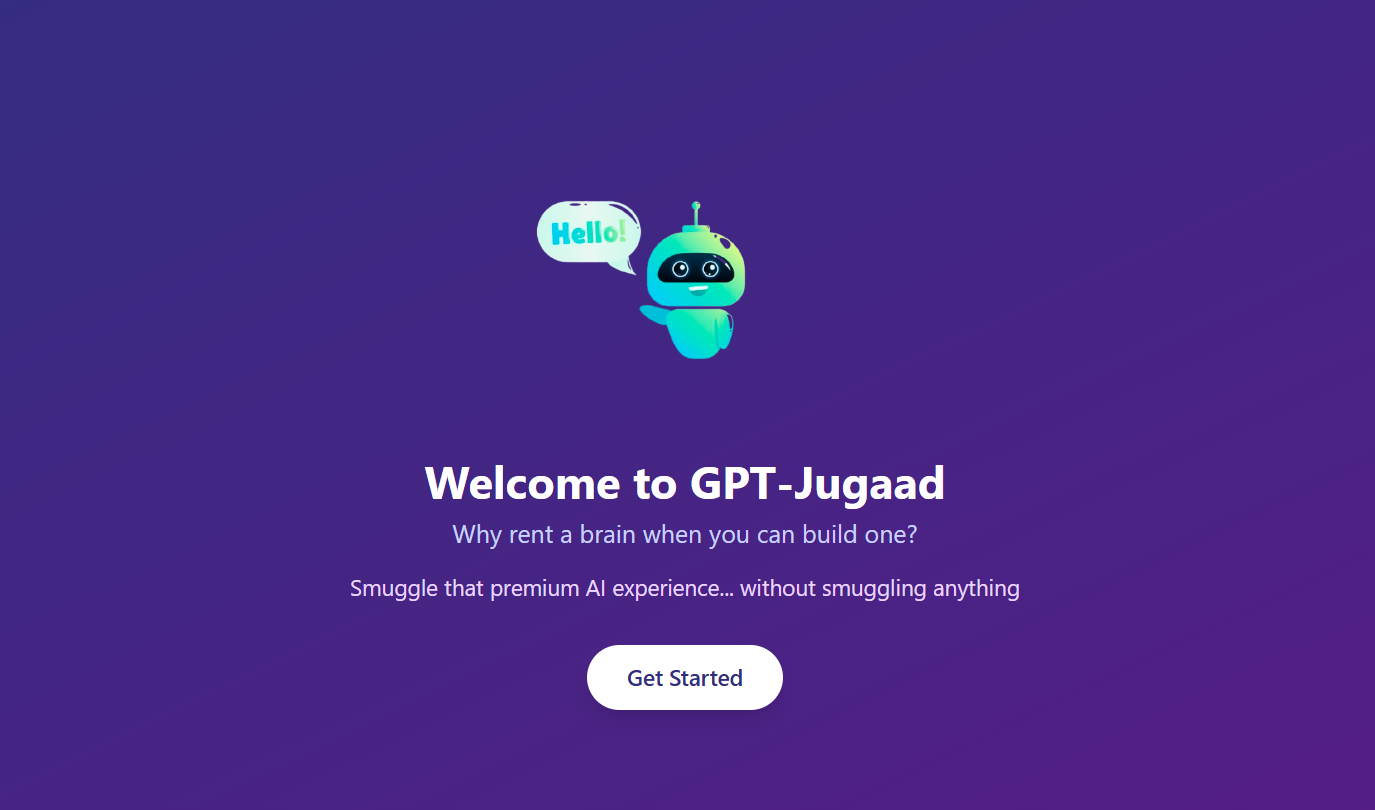 Hello!
Welcome to GPT-Jugaad
Why rent a brain when you can build one?
Smuggle that premium AI experience... without smuggling anything
Get Started